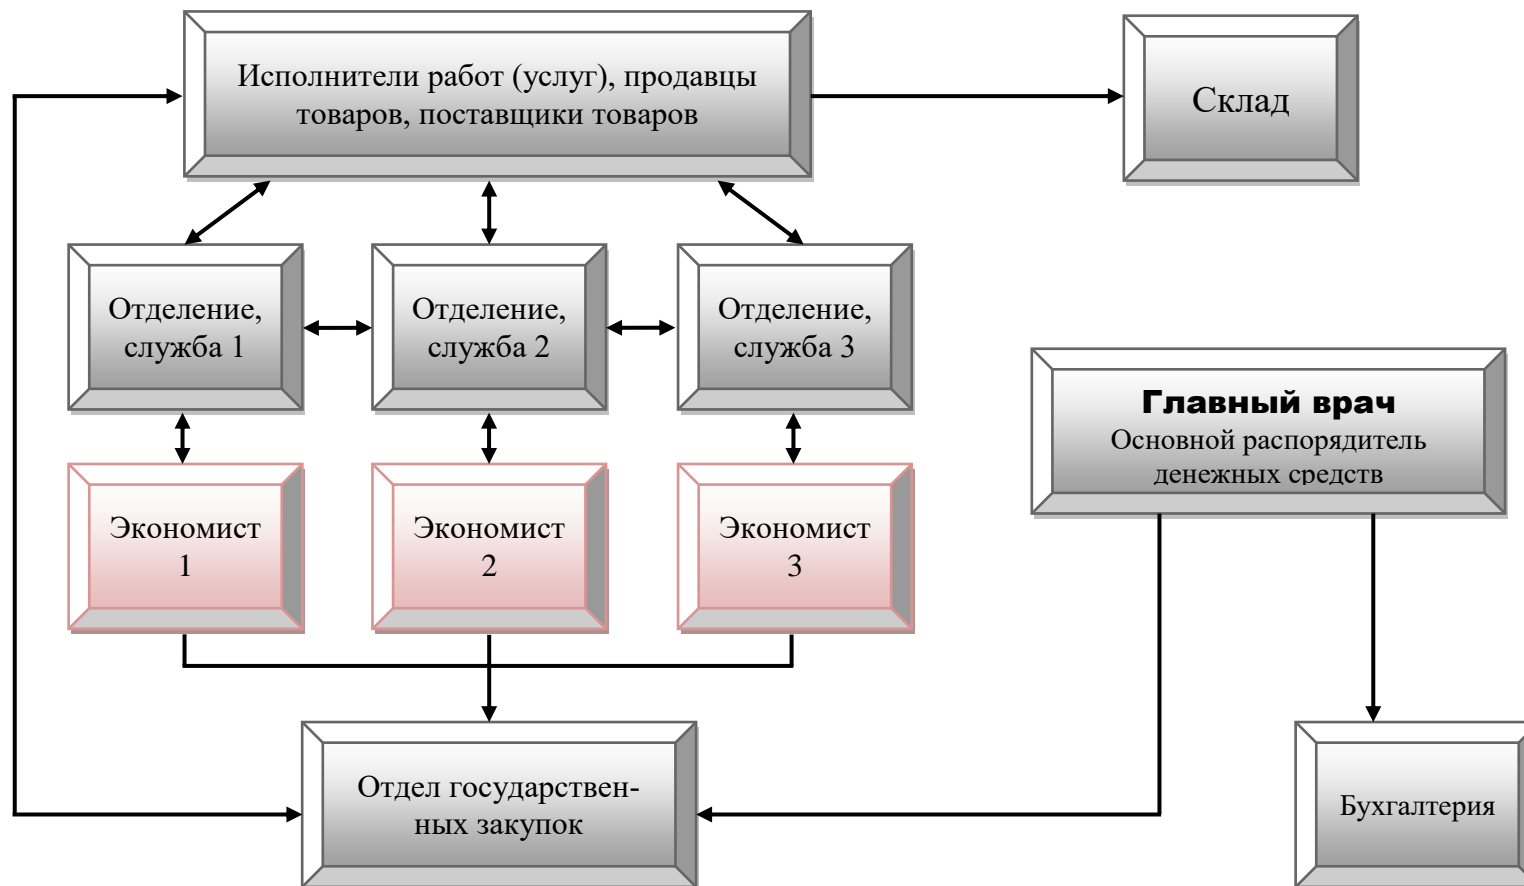 Исполнители работ (услуг), продавцы
товаров, поставщики товаров
Склад
Отделение,
служба 1
Отделение,
служба 2
Отделение,
служба 3
Главный врач
Основной распорядитель
денежных средств
Экономист
1
Экономист
2
Экономист
3
Отдел государствен-
ных закупок
Бухгалтерия